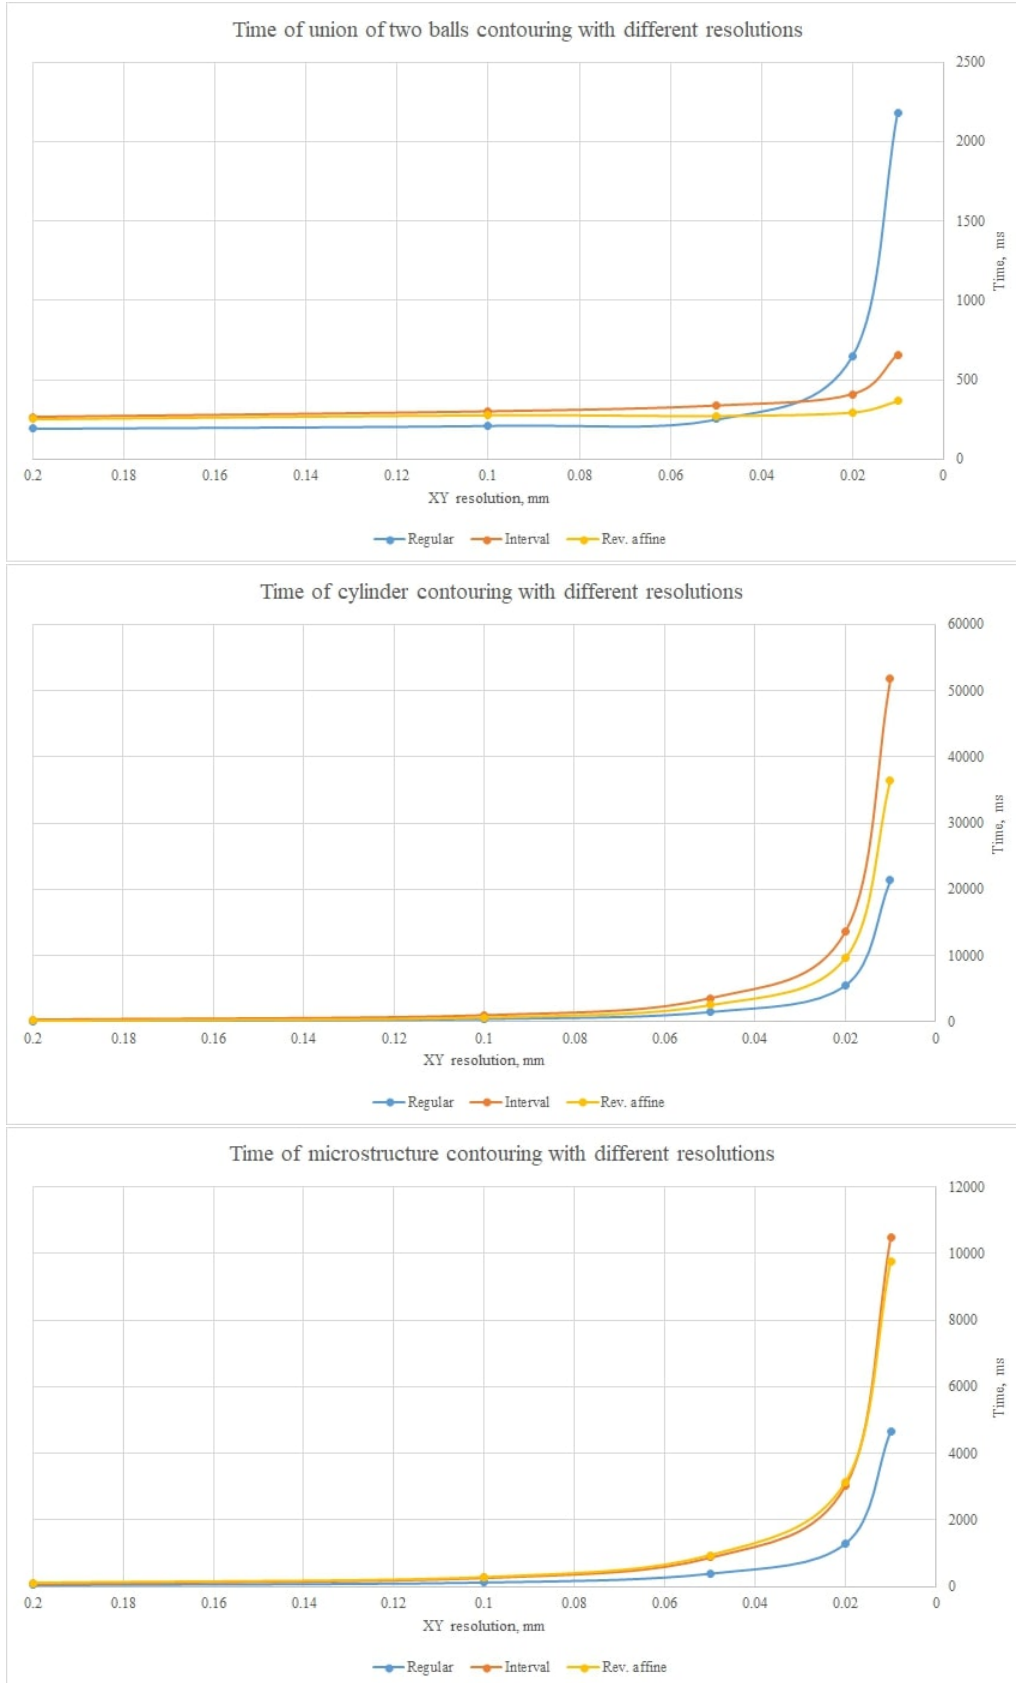 Time of union of two balls contouring with different resolutions
2500
2000
1500
1000
500
0
Time, ms
0.2 0.18 0.16 0.14 0.12 0.1 0.08 0.06 0.04 0.02 0
XY resolution, mm
Regular Interval Rev. affine
Time of cylinder contouring with different resolutions
60000
50000
40000
30000
20000
10000
0
Time, ms
0.2 0.18 0.16 0.14 0.12 0.1 0.08 0.06 0.04 0.02 0
XY resolution, mm
Regular Interval Rev. affine
Time of microstructure contouring with different resolutions
12000
10000
8000
6000
4000
2000
0
Time, ms
0.2 0.18 0.16 0.14 0.12 0.1 0.08 0.06 0.04 0.02 0
XY resolution, mm
Regular Interval Rev. affine